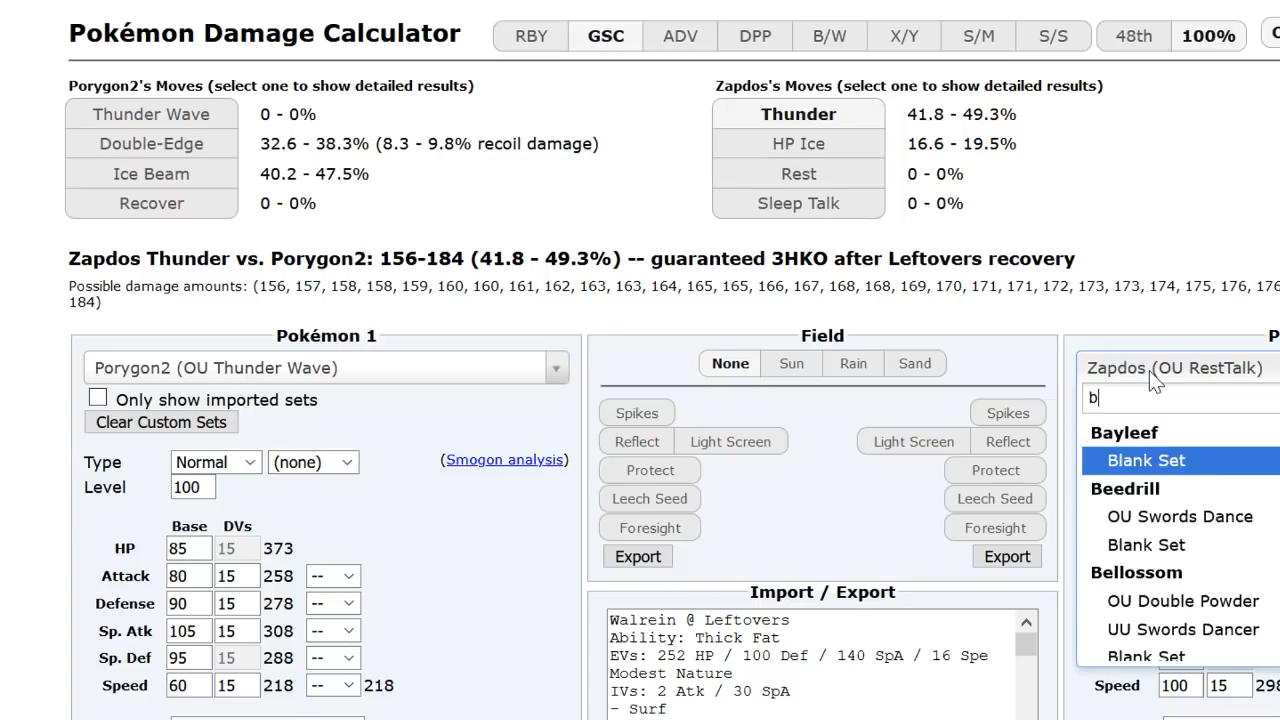 Pokémon Damage Calculator
RBY GSC ADV DPP B/W X/Y S/M S/S 48th 100%
Porygon2's Moves (select one to show detailed results)
Thunder Wave 0 - 0%
Double-Edge 32.6 - 38.3% (8.3 - 9.8% recoil damage)
Ice Beam 40.2 - 47.5%
Recover 0 - 0%
Zapdos's Moves (select one to show detailed results)
Thunder 41.8 - 49.3%
HP Ice 16.6 - 19.5%
Rest 0 - 0%
Sleep Talk 0 - 0%
Zapdos Thunder vs. Porygon2: 156-184 (41.8 - 49.3%) -- guaranteed 3HKO after Leftovers recovery
Possible damage amounts: (156, 157, 158, 158, 159, 160, 160, 161, 162, 163, 163, 164, 165, 165, 166, 167, 168, 168, 169, 170, 171, 171, 172, 173, 173, 174, 175, 176, 176
184)
Pokémon 1
Porygon2 (OU Thunder Wave)
Only show imported sets
Clear Custom Sets
Type Normal (none) (Smogon analysis)
Level 100
Base DVs
HP 85 15 373
Attack 80 15 258 --
Defense 90 15 278 --
Sp. Atk 105 15 308 --
Sp. Def 95 15 288 --
Speed 60 15 218 -- 218
Field
None Sun Rain Sand
Spikes Spikes
Reflect Light Screen Light Screen Reflect
Protect Protect
Leech Seed Leech Seed
Foresight Foresight
Export Export
Import / Export
Walrein @ Leftovers
Ability: Thick Fat
EVs: 252 HP / 100 Def / 140 SpA / 16 Spe
Modest Nature
IVs: 2 Atk / 30 SpA
- Surf
Zapdos (OU RestTalk)
b
Bayleef
Blank Set
Beedrill
OU Swords Dance
Blank Set
Bellossom
OU Double Powder
UU Swords Dancer
Blank Set
Speed 100 15 298